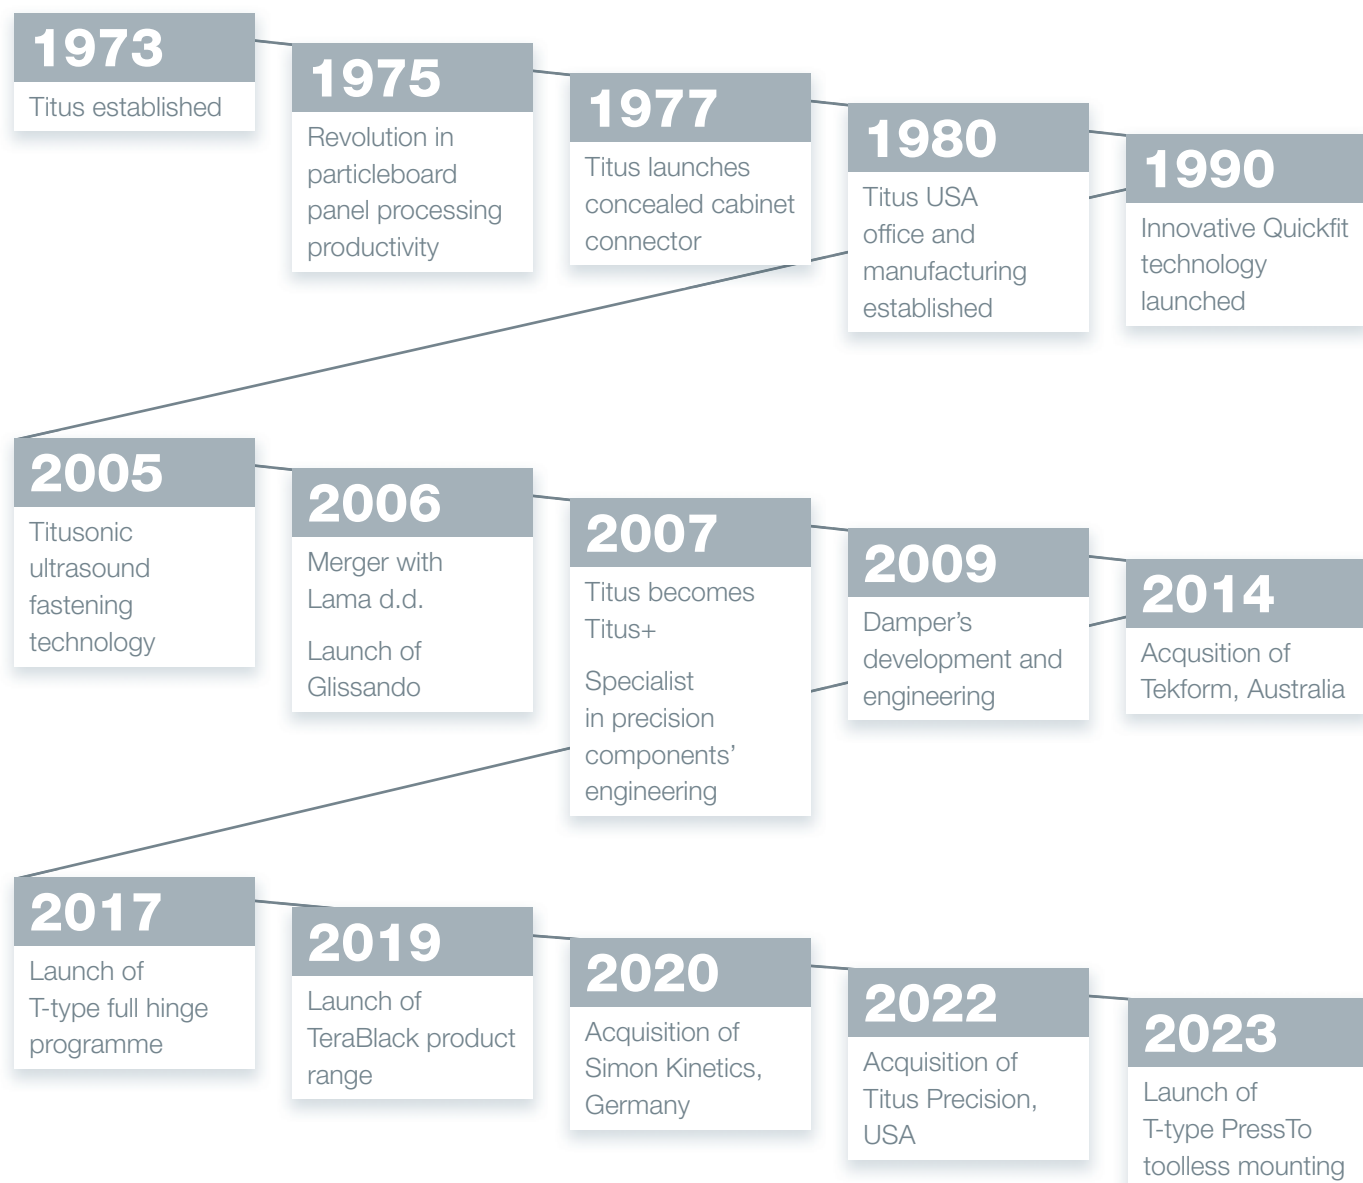 1973
Titus established
1975
Revolution in
particleboard
panel processing
productivity
1977
Titus launches
concealed cabinet
connector
1980
Titus USA
office and
manufacturing
established
1990
Innovative Quickfit
technology
launched
2005
Titusonic
ultrasound
fastening
technology
2006
Merger with
Lama d.d.
Launch of
Glissando
2007
Titus becomes
Titus+
Specialist
in precision
components’
engineering
2009
Damper’s
development and
engineering
2014
Acqusition of
Tekform, Australia
2017
Launch of
T-type full hinge
programme
2019
Launch of
TeraBlack product
range
2020
Acquisition of
Simon Kinetics,
Germany
2022
Acquisition of
Titus Precision,
USA
2023
Launch of
T-type PressTo
toolless mounting